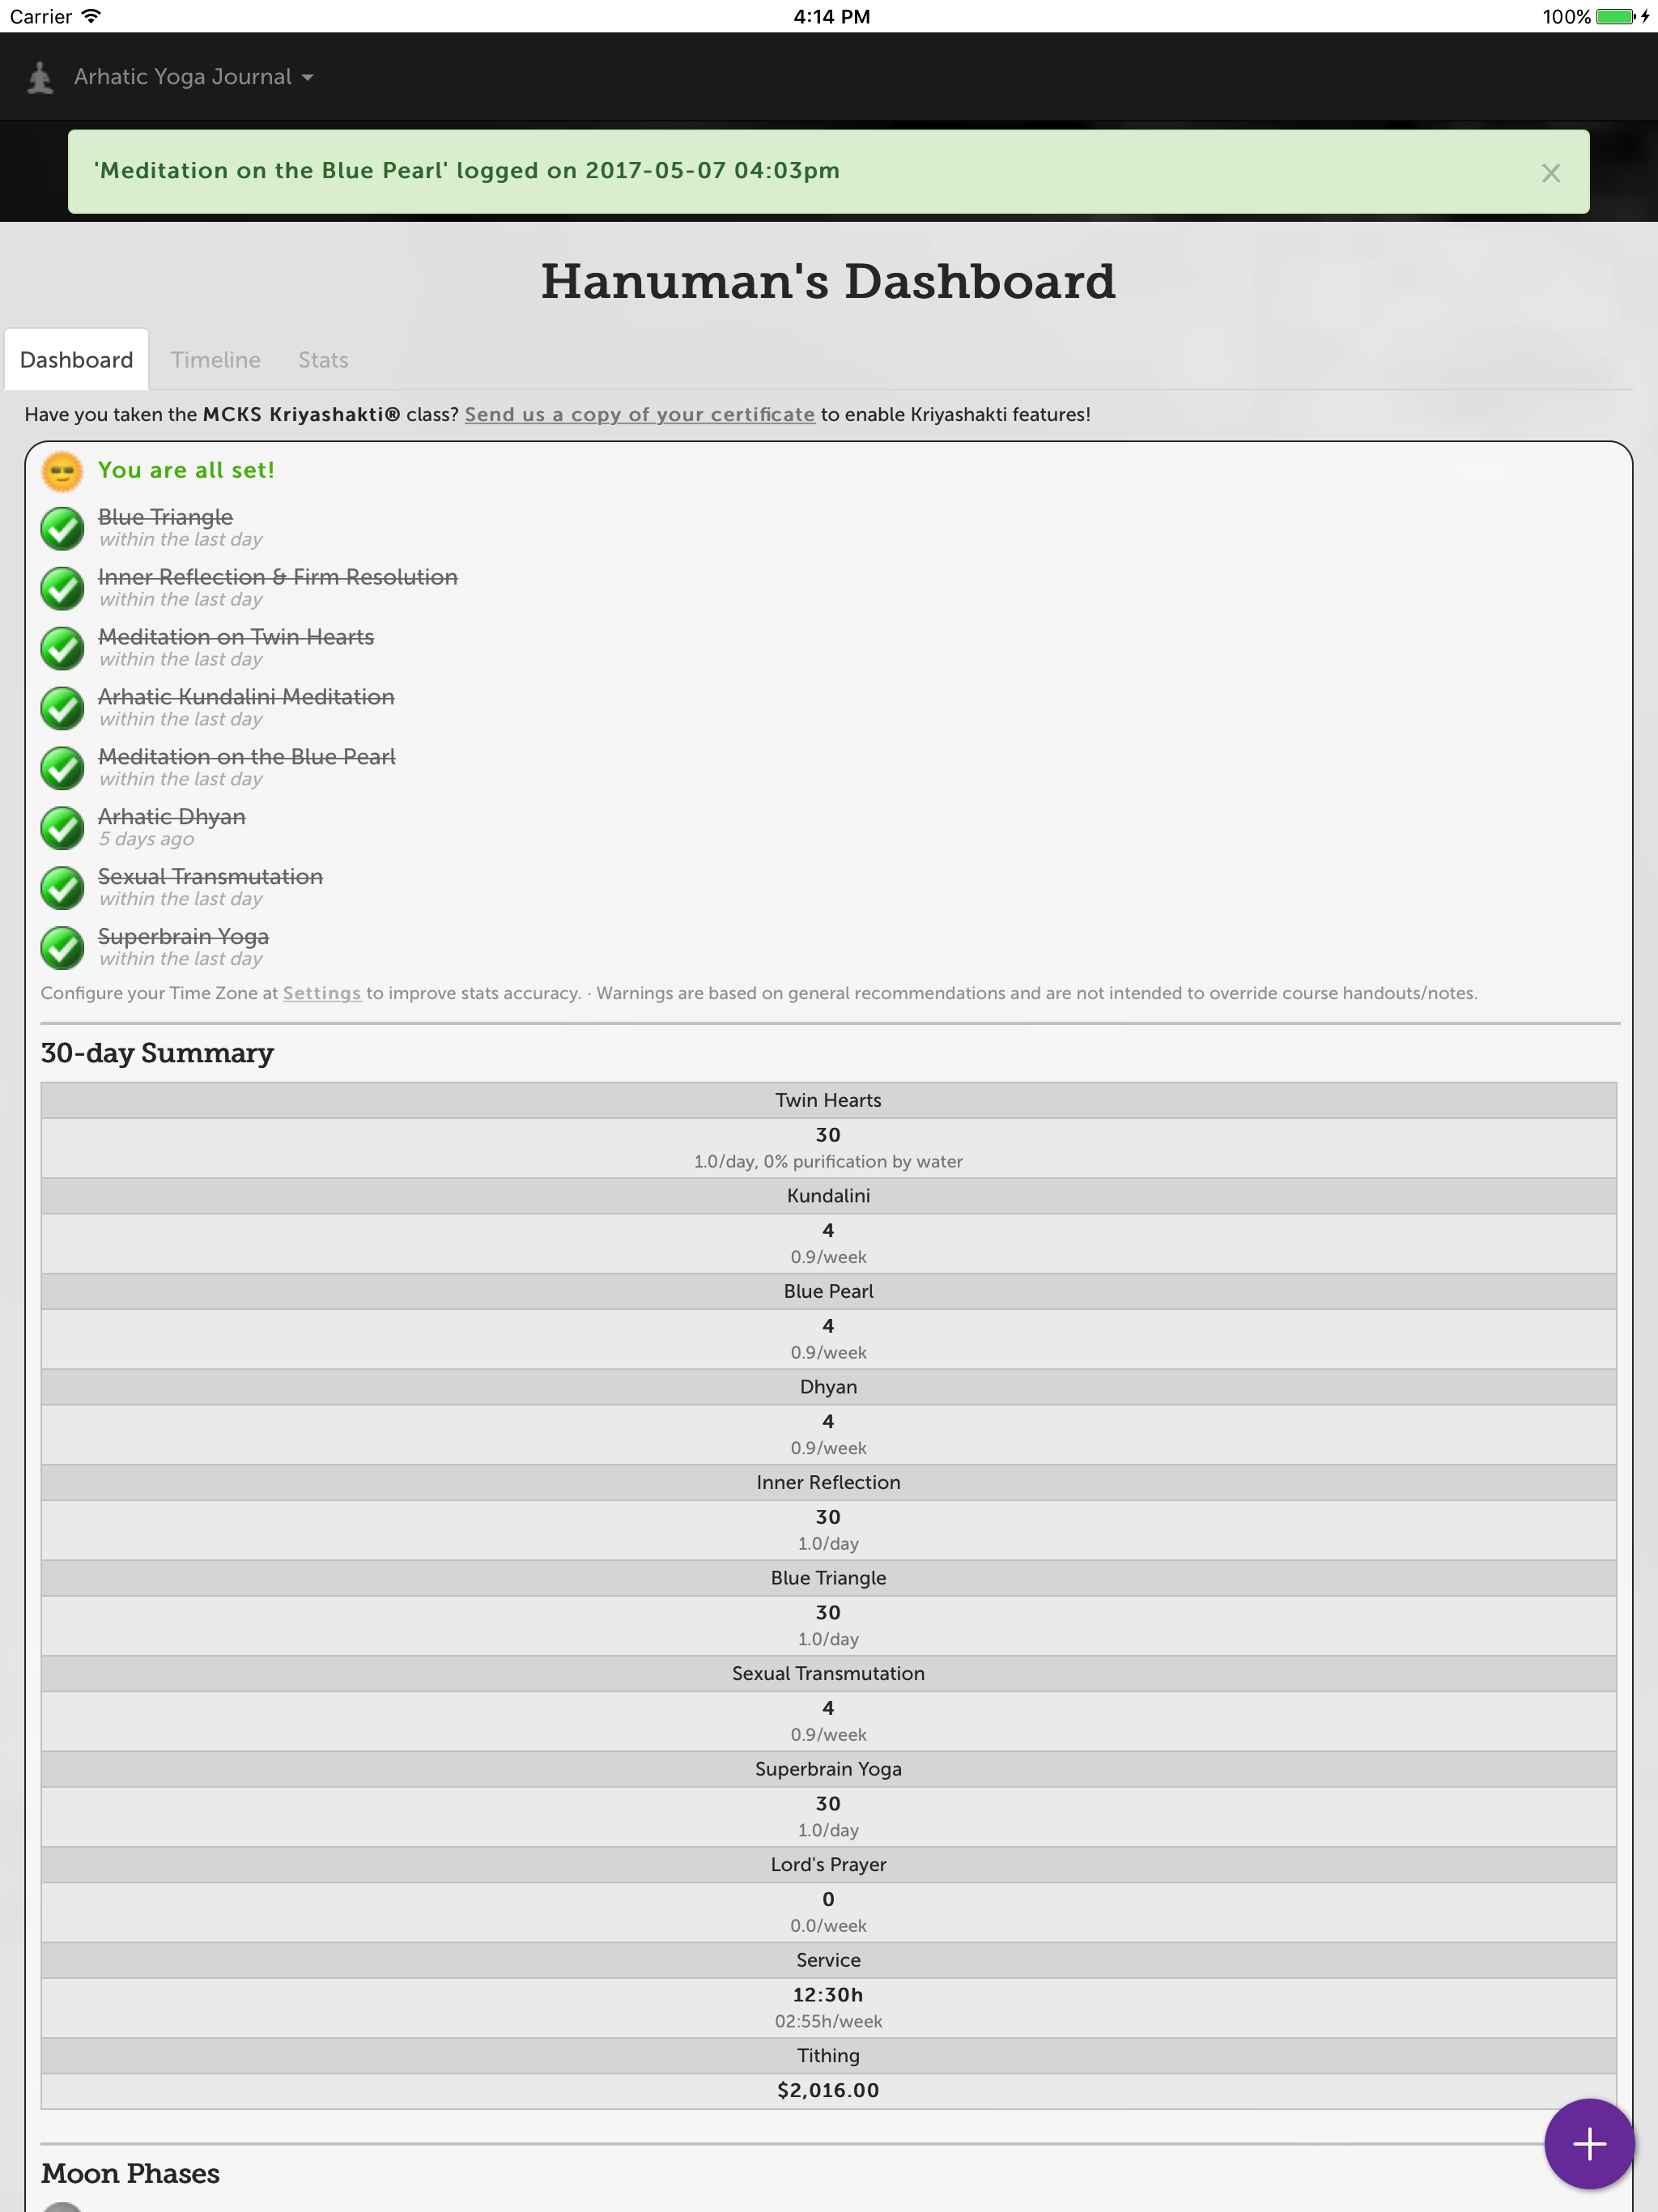 Carrier 4:14 PM 100%
Arhatic Yoga Journal
'Meditation on the Blue Pearl' logged on 2017-05-07 04:03pm
Hanuman's Dashboard
Dashboard Timeline Stats
Have you taken the MCKS Kriyashakti® class? Send us a copy of your certificate to enable Kriyashakti features!
You are all set!
Blue Triangle
within the last day
Inner Reflection & Firm Resolution
within the last day
Meditation on Twin Hearts
within the last day
Arhatic Kundalini Meditation
within the last day
Meditation on the Blue Pearl
within the last day
Arhatic Dhyan
5 days ago
Sexual Transmutation
within the last day
Superbrain Yoga
within the last day
Configure your Time Zone at Settings to improve stats accuracy. · Warnings are based on general recommendations and are not intended to override course handouts/notes.
30-day Summary
Twin Hearts
30
1.0/day, 0% purification by water
Kundalini
4
0.9/week
Blue Pearl
4
0.9/week
Dhyan
4
0.9/week
Inner Reflection
30
1.0/day
Blue Triangle
30
1.0/day
Sexual Transmutation
4
0.9/week
Superbrain Yoga
30
1.0/day
Lord's Prayer
0
0.0/week
Service
12:30h
02:55h/week
Tithing
$2,016.00
Moon Phases